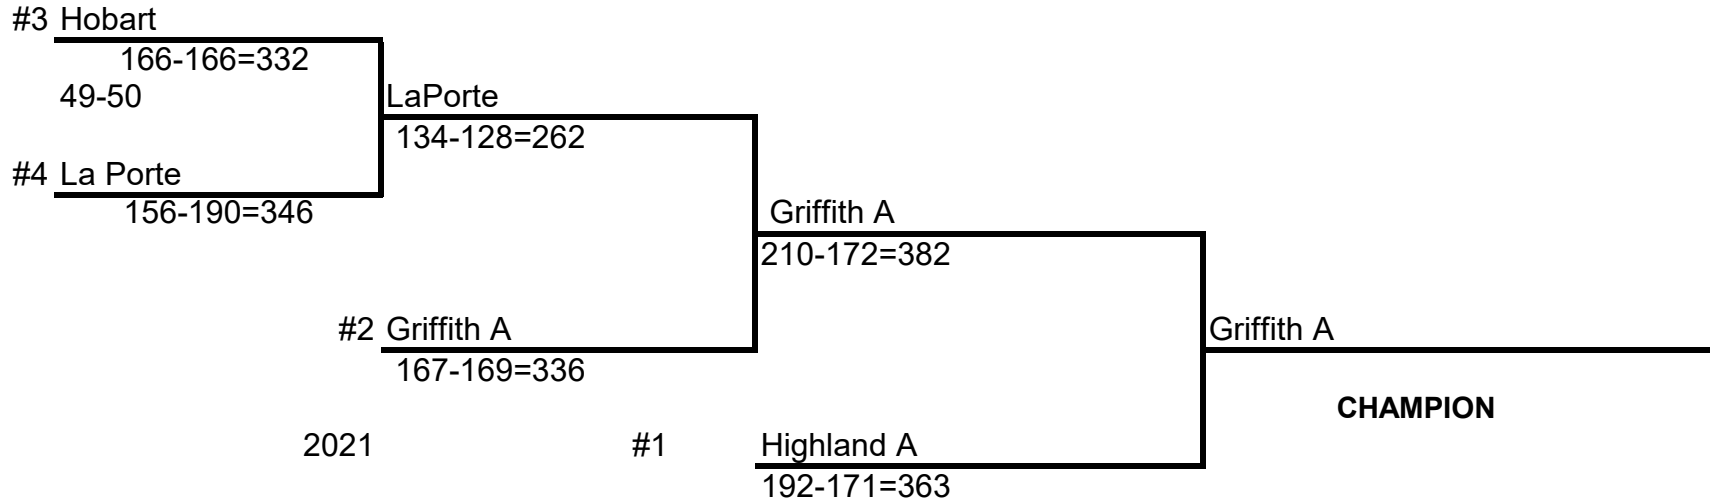 #3 Hobart
166-166=332
49-50
LaPorte
134-128=262
#4 La Porte
156-190=346
Griffith A
210-172=382
#2 Griffith A
Griffith A
167-169=336
CHAMPION
2021 #1 Highland A
192-171=363